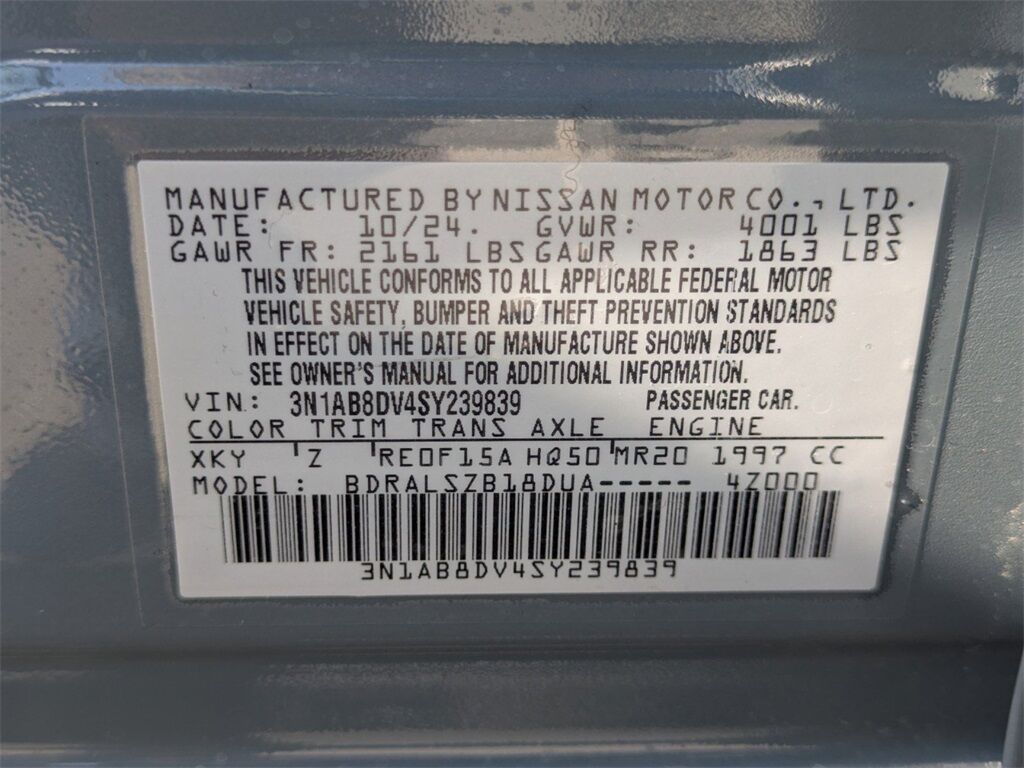 MANUFACTURED BY NISSAN MOTOR CO., LTD.
DATE: 10/24. GVWR: 4001 LBS
GAWR FR: 2161 LBS GAWR RR: 1863 LBS
THIS VEHICLE CONFORMS TO ALL APPLICABLE FEDERAL MOTOR
VEHICLE SAFETY, BUMPER AND THEFT PREVENTION STANDARDS
IN EFFECT ON THE DATE OF MANUFACTURE SHOWN ABOVE.
SEE OWNER'S MANUAL FOR ADDITIONAL INFORMATION.
VIN: 3N1AB8DV4SY239839 PASSENGER CAR.
COLOR TRIM TRANS AXLE ENGINE
XKY Z RE0F15A HQ50 MR20 1997 CC
MODEL: BDRALSZB18DUA----- 4Z000
3N1AB8DV4SY239839